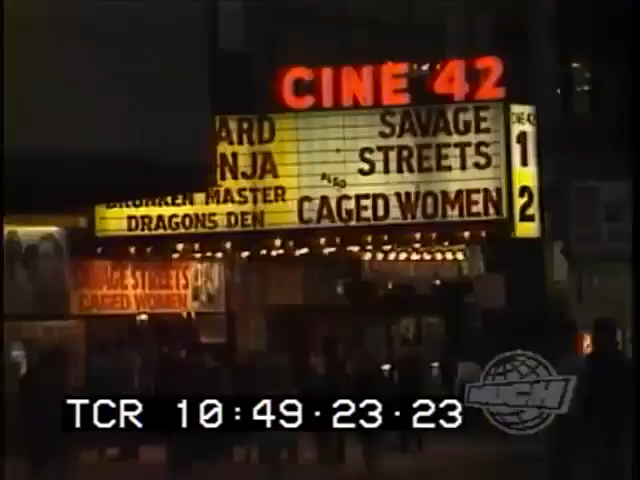 CINE 42
ARD
NJA
DRUNKEN MASTER
DRAGONS DEN
SAVAGE
STREETS
ALSO
CAGED WOMEN
CINE 42
1
2
SAVAGE STREETS
CAGED WOMEN
TCR 10:49:23:23